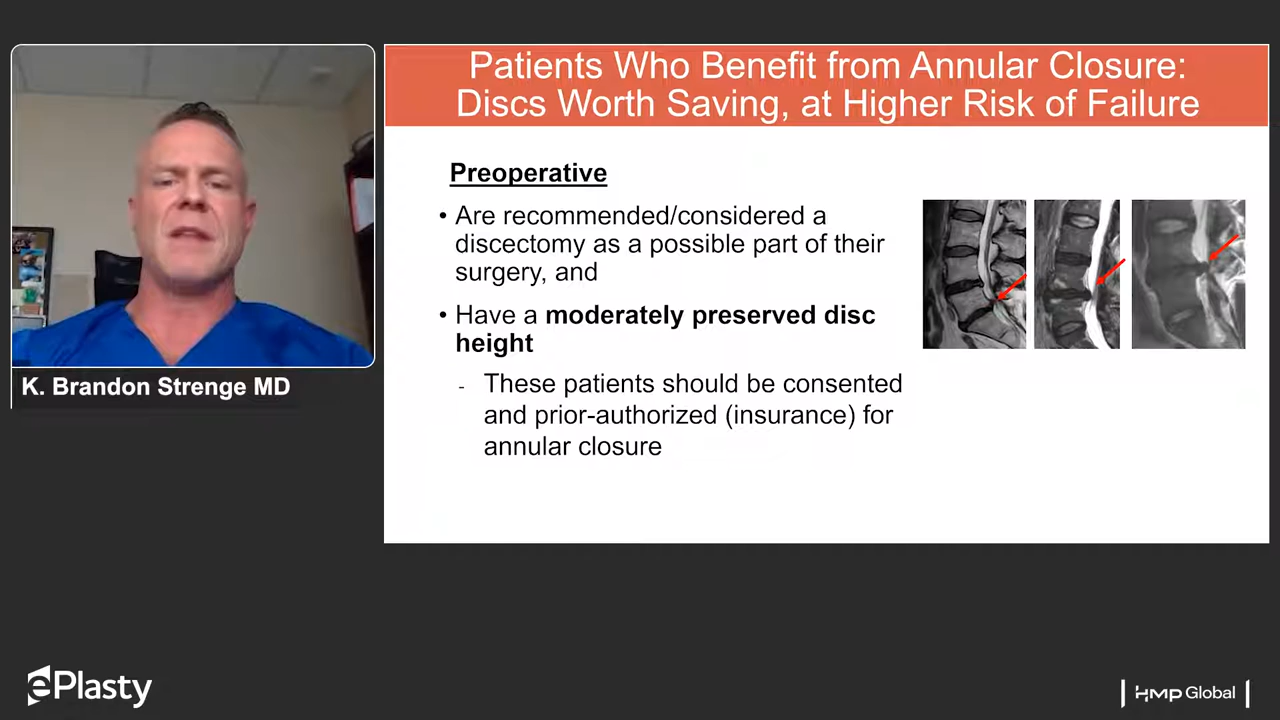 Patients Who Benefit from Annular Closure:
Discs Worth Saving, at Higher Risk of Failure
Preoperative
• Are recommended/considered a
discectomy as a possible part of their
surgery, and
• Have a moderately preserved disc
height
- These patients should be consented
and prior-authorized (insurance) for
annular closure
K. Brandon Strenge MD
ePlasty
HMP Global